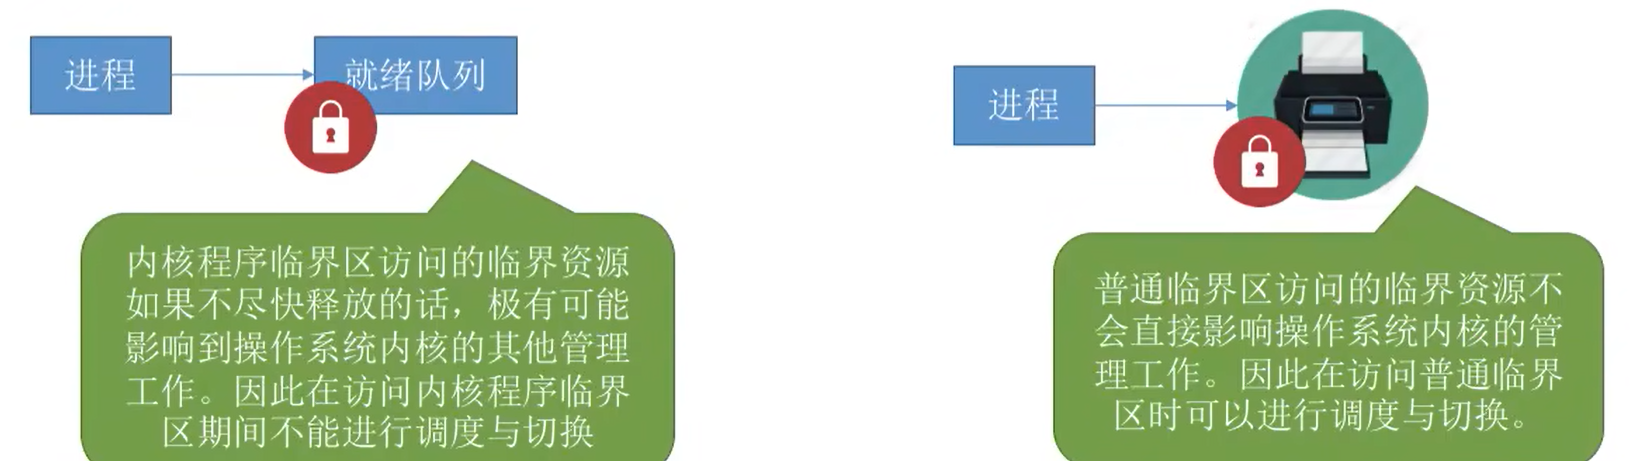 进程
就绪队列
内核程序临界区访问的临界资源
如果不尽快释放的话，极有可能
影响到操作系统内核的其他管理
工作。因此在访问内核程序临界
区期间不能进行调度与切换
进程
普通临界区访问的临界资源不
会直接影响操作系统内核的管
理工作。因此在访问普通临界
区时可以进行调度与切换。